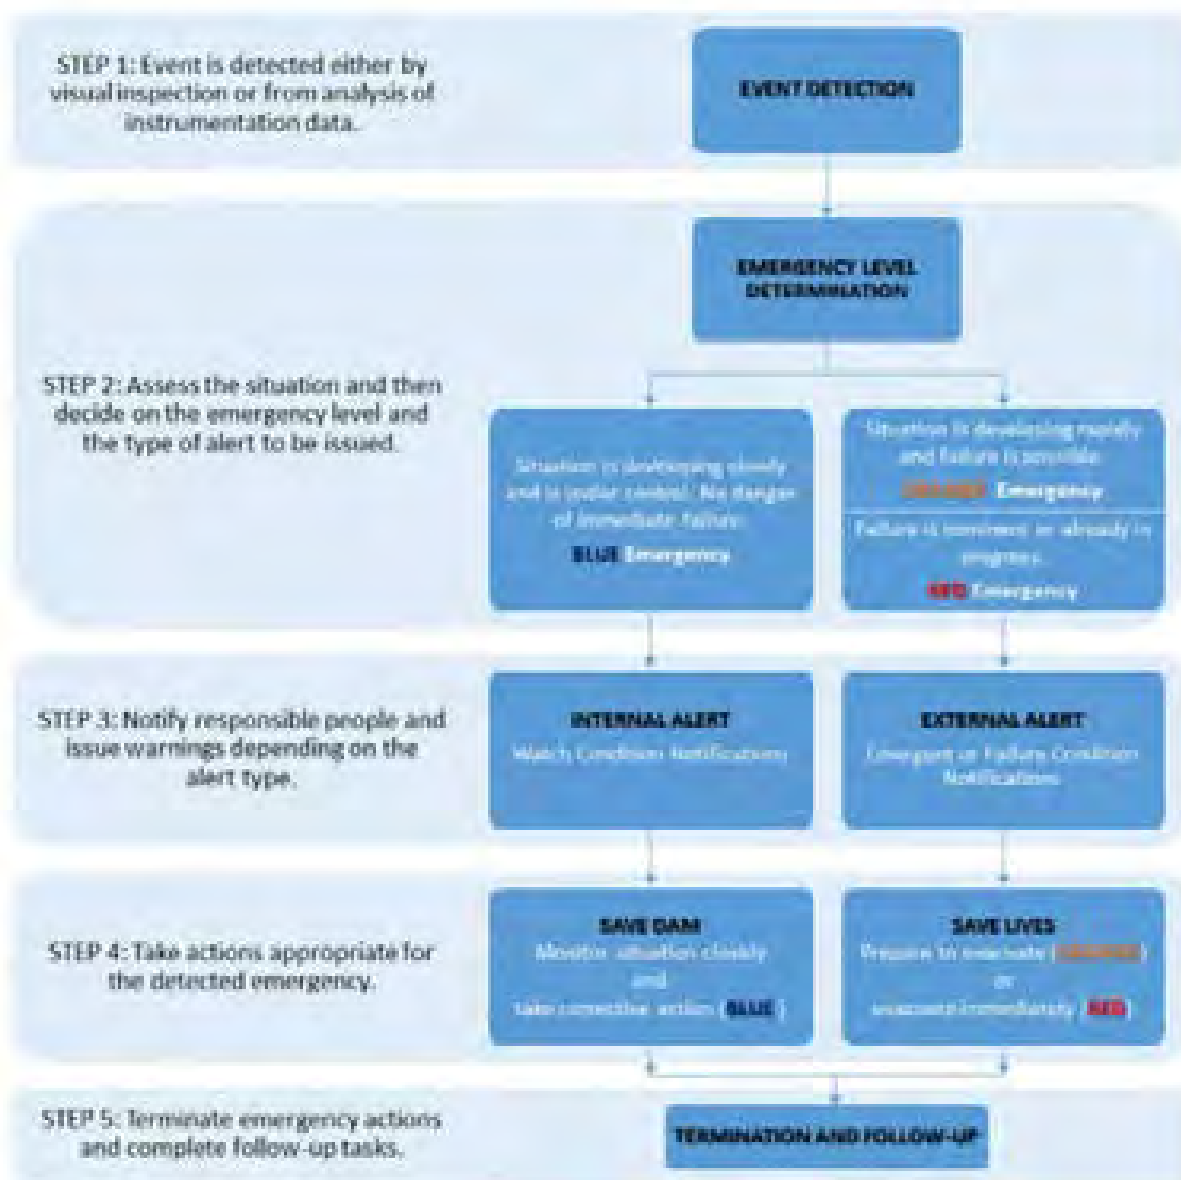 STEP 1: Event is detected either by
visual inspection or from analysis of
instrumentation data.
EVENT DETECTION
EMERGENCY LEVEL
DETERMINATION
STEP 2: Assess the situation and then
decide on the emergency level and
the type of alert to be issued.
Situation is developing slowly
and is under control. No danger
of immediate failure.
BLUE Emergency
Situation is developing rapidly
and failure is possible.
ORANGE Emergency
Failure is imminent or already in
progress.
RED Emergency
STEP 3: Notify responsible people and
issue warnings depending on the
alert type.
INTERNAL ALERT
Watch Condition Notifications
EXTERNAL ALERT
Emergent or Failure Condition
Notifications
STEP 4: Take actions appropriate for
the detected emergency.
SAVE DAM
Monitor situation closely
and
take corrective action (BLUE)
SAVE LIVES
Prepare to evacuate (ORANGE)
or
evacuate immediately (RED)
STEP 5: Terminate emergency actions
and complete follow-up tasks.
TERMINATION AND FOLLOW-UP